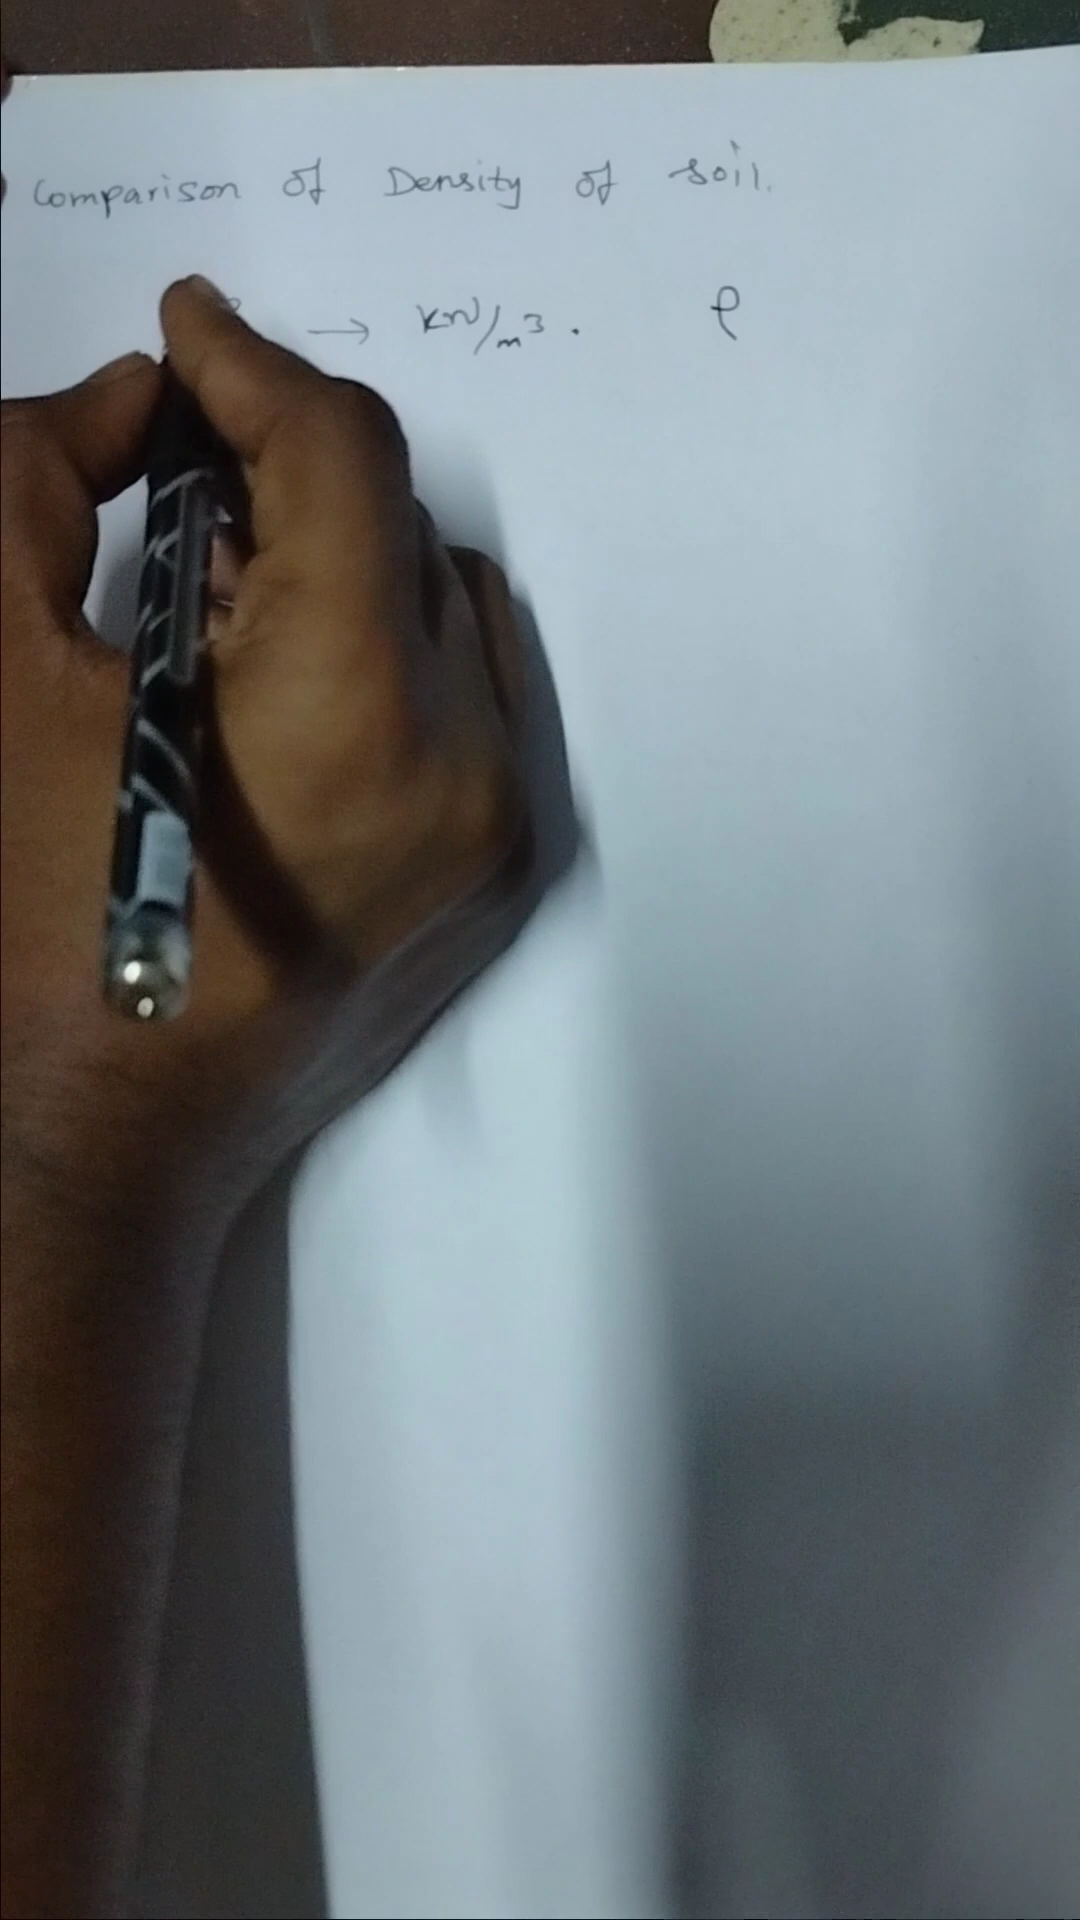 Comparison of Density of soil.
→ kN/m3. ρ